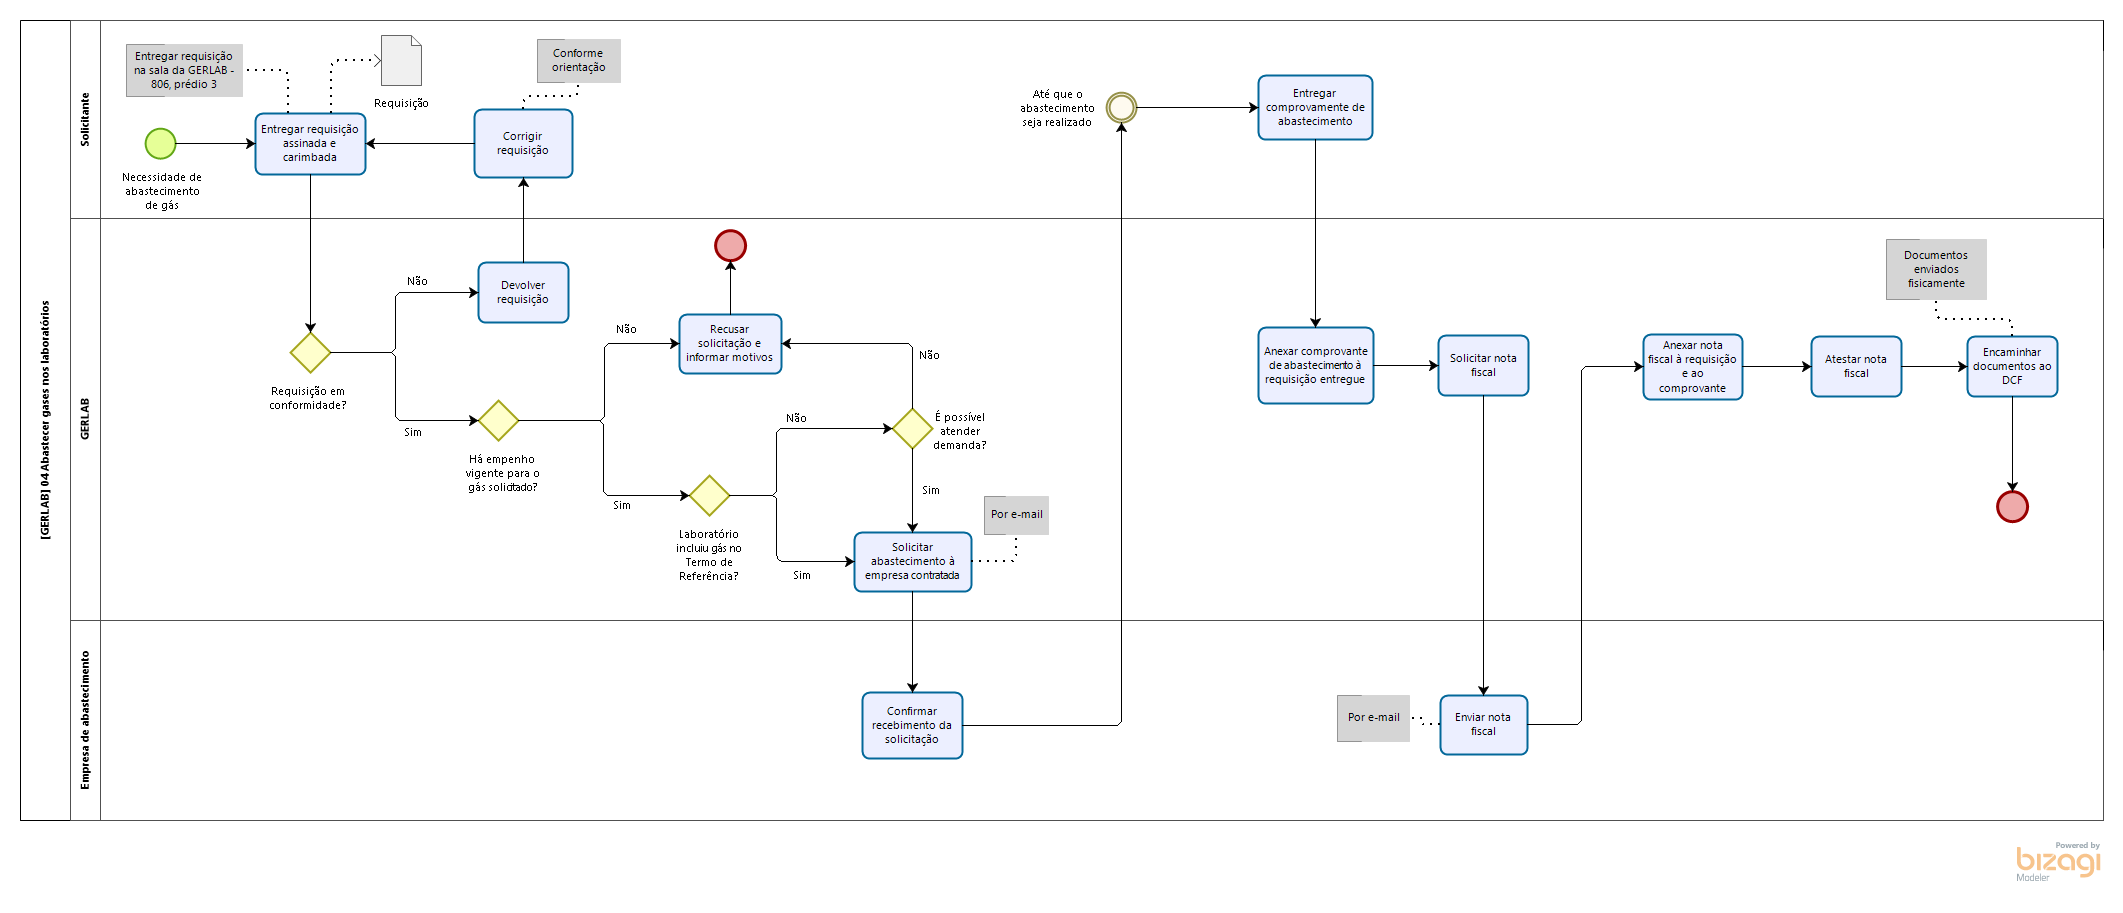 [GERLAB] 04 Abastecer gases nos laboratórios
Solicitante
Entregar requisição
na sala da GERLAB -
806, prédio 3
Requisição
Conforme
orientação
Necessidade de
abastecimento
de gás
Entregar requisição
assinada e
carimbada
Corrigir
requisição
Até que o
abastecimento
seja realizado
Entregar
comprovamente de
abastecimento
GERLAB
Requisição em
conformidade?
Não
Sim
Devolver
requisição
Há empenho
vigente para o
gás solicitado?
Não
Sim
Recusar
solicitação e
informar motivos
Laboratório
incluiu gás no
Termo de
Referência?
Não
Sim
É possível
atender
demanda?
Não
Sim
Solicitar
abastecimento à
empresa contratada
Por e-mail
Anexar comprovante
de abastecimento à
requisição entregue
Solicitar nota
fiscal
Anexar nota
fiscal à requisição
e ao
comprovante
Atestar nota
fiscal
Encaminhar
documentos ao
DCF
Documentos
enviados
fisicamente
Empresa de abastecimento
Confirmar
recebimento da
solicitação
Por e-mail
Enviar nota
fiscal
Powered by
bizagi
Modeler